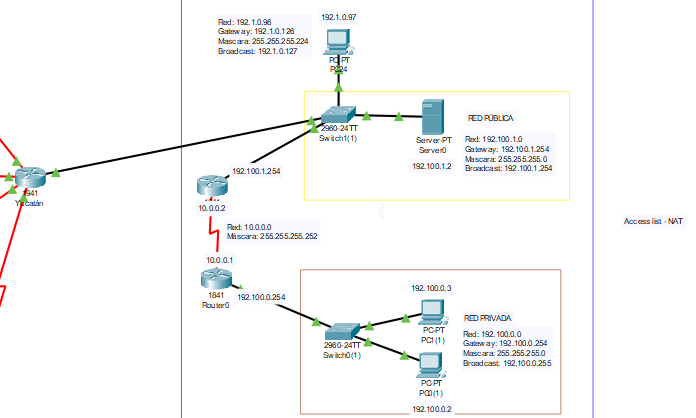 Red: 192.1.0.96
Gateway: 192.1.0.126
Mascara: 255.255.255.224
Broadcast: 192.1.0.127
192.1.0.97
PC-PT
2960-24TT
Switch1(1)
Server-PT
Server0
192.100.1.2
RED PÚBLICA
Red: 192.100.1.0
Gateway: 192.100.1.254
Mascara: 255.255.255.0
Broadcast: 192.100.1.254
192.100.1.254
1941
Yucatán
10.0.0.2
Red: 10.0.0.0
Máscara: 255.255.255.252
Access list - NAT
10.0.0.1
1841
Router0
192.100.0.254
2960-24TT
Switch0(1)
192.100.0.3
PC-PT
PC1(1)
PC-PT
PC0(1)
192.100.0.2
RED PRIVADA
Red: 192.100.0.0
Gateway: 192.100.0.254
Mascara: 255.255.255.0
Broadcast: 192.100.0.255